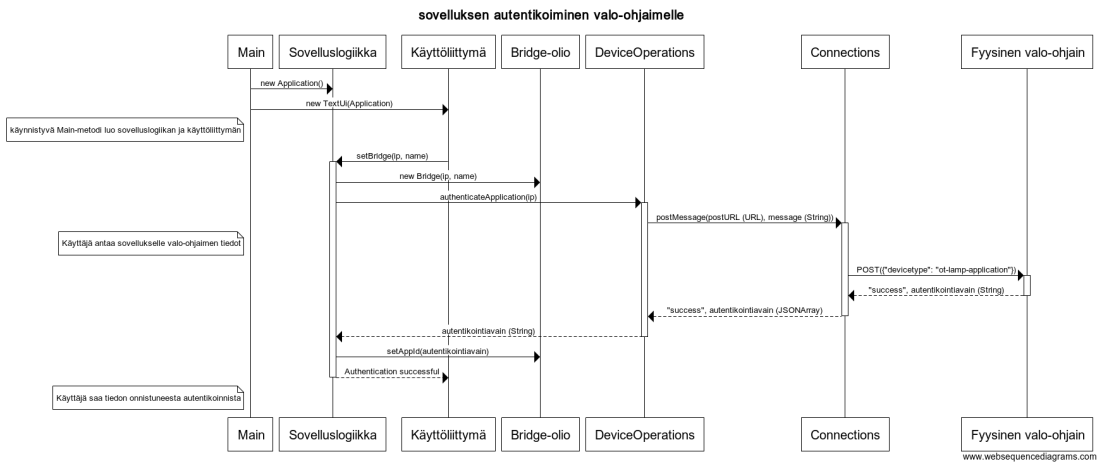 sovelluksen autentikoiminen valo-ohjaimelle
Main
Sovelluslogiikka
Käyttöliittymä
Bridge-olio
DeviceOperations
Connections
Fyysinen valo-ohjain
new Application()
new TextUi(Application)
käynnistyvä Main-metodi luo sovelluslogiikan ja käyttöliittymän
setBridge(ip, name)
new Bridge(ip, name)
authenticateApplication(ip)
postMessage(postURL (URL), message (String))
Käyttäjä antaa sovellukselle valo-ohjaimen tiedot
POST({"devicetype": "ot-lamp-application"})
"success", autentikointiavain (String)
"success", autentikointiavain (JSONArray)
autentikointiavain (String)
setAppId(autentikointiavain)
Authentication successful
Käyttäjä saa tiedon onnistuneesta autentikoinnista
Main
Sovelluslogiikka
Käyttöliittymä
Bridge-olio
DeviceOperations
Connections
Fyysinen valo-ohjain
www.websequencediagrams.com